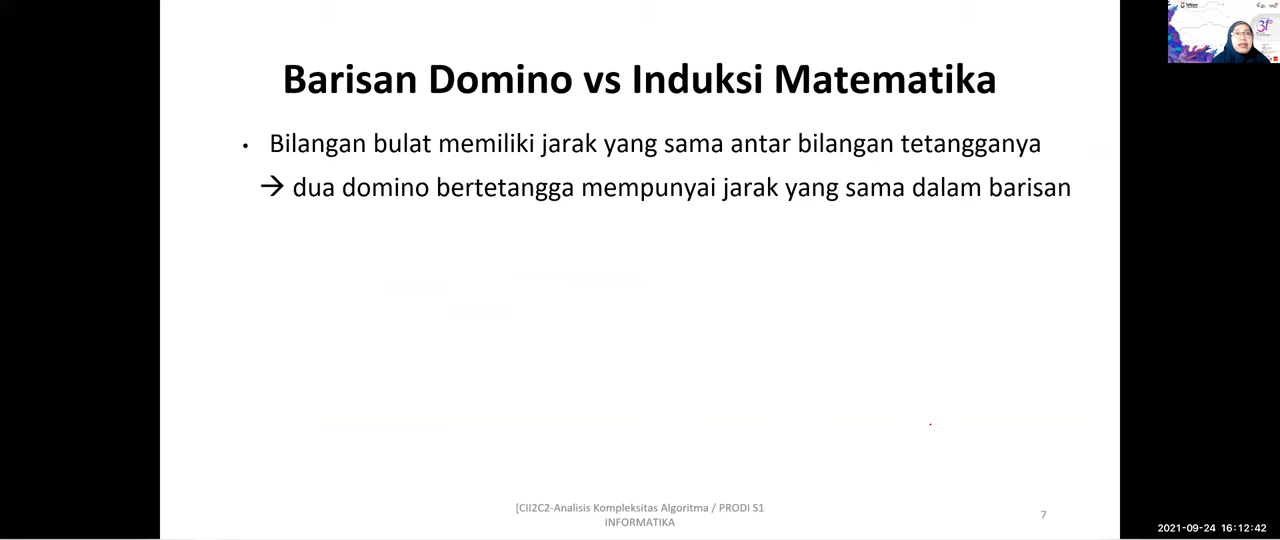 Barisan Domino vs Induksi Matematika
• Bilangan bulat memiliki jarak yang sama antar bilangan tetangganya
→ dua domino bertetangga mempunyai jarak yang sama dalam barisan
[CII2C2-Analisis Kompleksitas Algoritma / PRODI S1
INFORMATIKA
7
2021-09-24 16:12:42